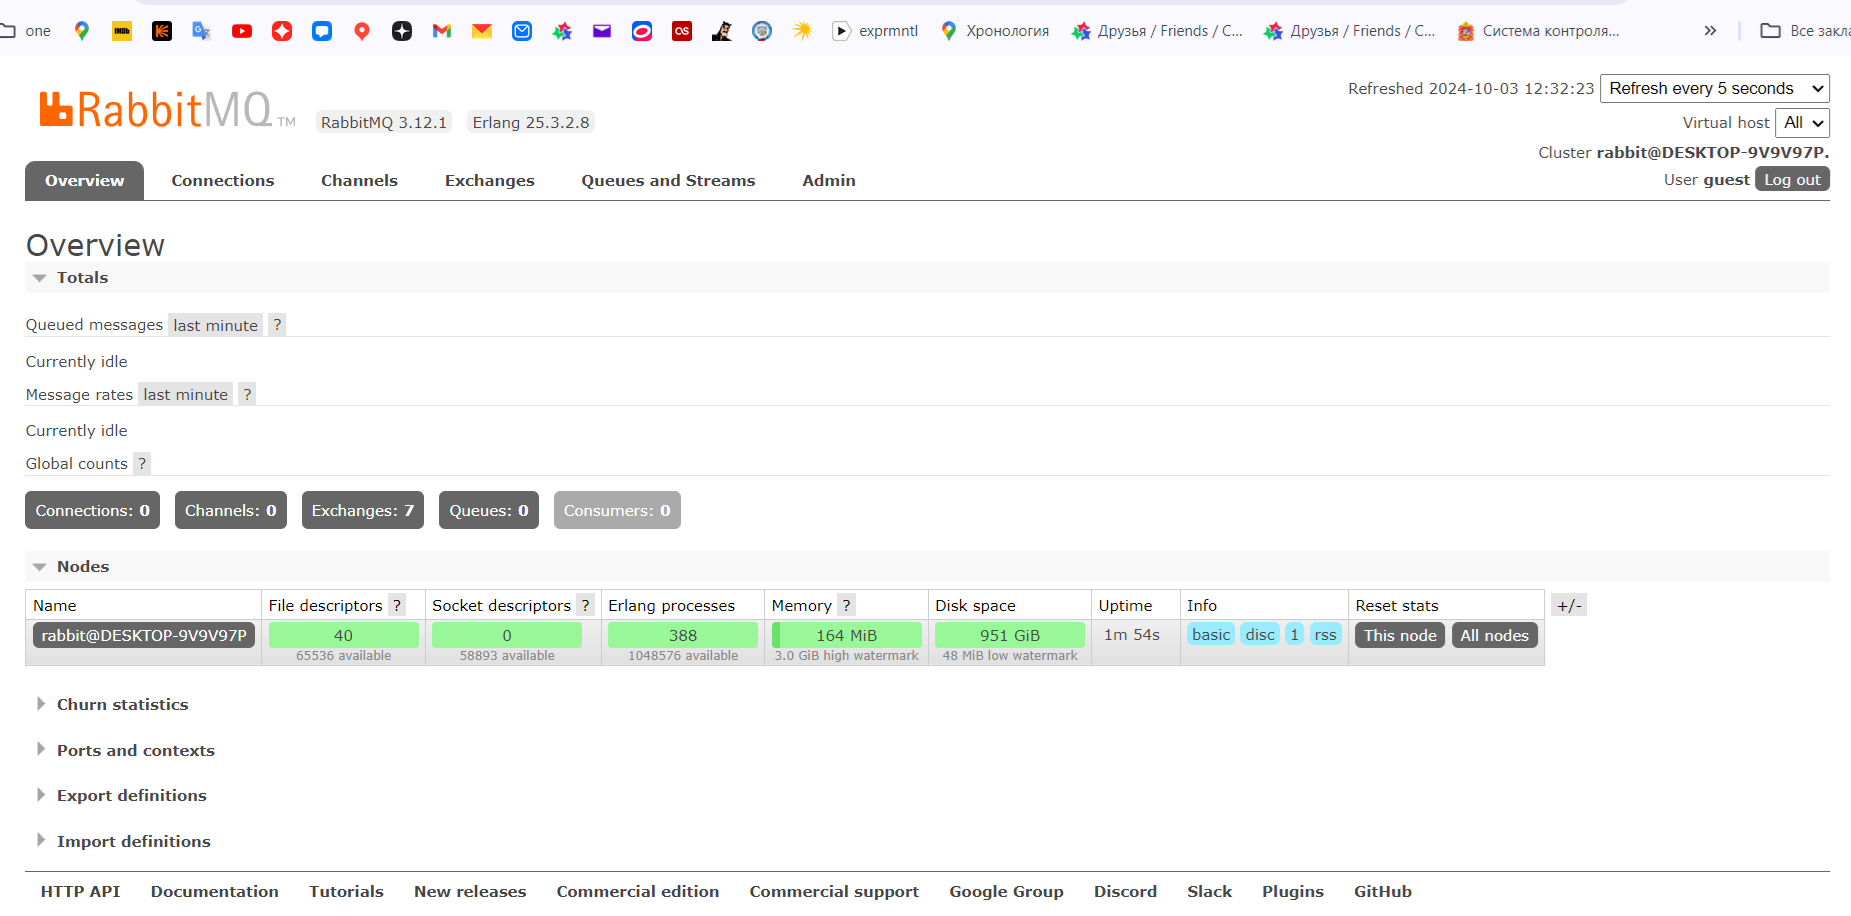 one
exprmntl
Хронология
Друзья / Friends / C...
Друзья / Friends / C...
Система контроля...
»
Все закла
RabbitMQ TM
RabbitMQ 3.12.1
Erlang 25.3.2.8
Refreshed 2024-10-03 12:32:23
Refresh every 5 seconds
Virtual host All
Cluster rabbit@DESKTOP-9V9V97P.
User guest Log out
Overview
Connections
Channels
Exchanges
Queues and Streams
Admin
Overview
Totals
Queued messages last minute ?
Currently idle
Message rates last minute ?
Currently idle
Global counts ?
Connections: 0
Channels: 0
Exchanges: 7
Queues: 0
Consumers: 0
Nodes
Name
File descriptors ?
Socket descriptors ?
Erlang processes
Memory ?
Disk space
Uptime
Info
Reset stats
+/-
rabbit@DESKTOP-9V9V97P
40
65536 available
0
58893 available
388
1048576 available
164 MiB
3.0 GiB high watermark
951 GiB
48 MiB low watermark
1m 54s
basic disc 1 rss
This node All nodes
Churn statistics
Ports and contexts
Export definitions
Import definitions
HTTP API
Documentation
Tutorials
New releases
Commercial edition
Commercial support
Google Group
Discord
Slack
Plugins
GitHub